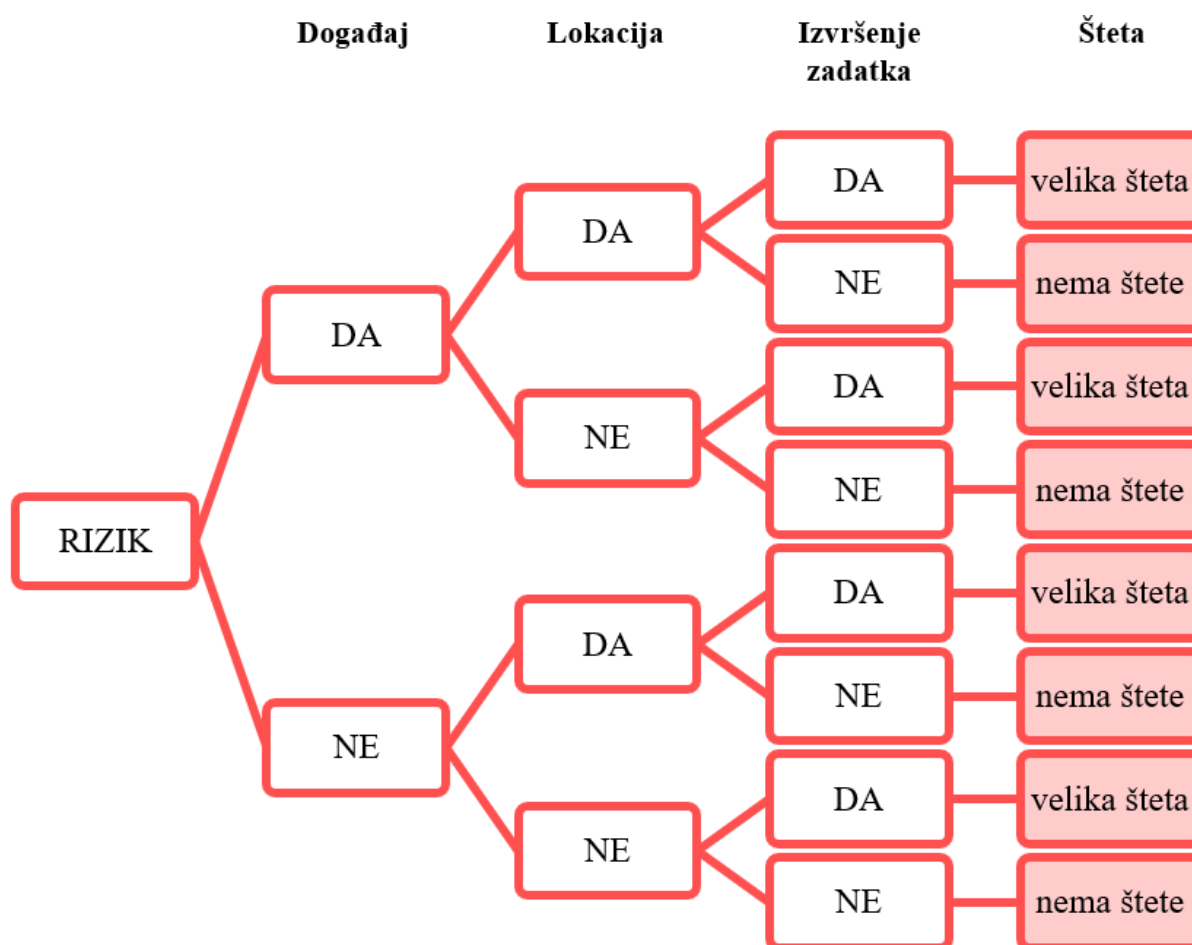 Događaj
Lokacija
Izvršenje
zadatka
Šteta
DA
velika šteta
DA
NE
nema štete
DA
DA
velika šteta
NE
NE
nema štete
RIZIK
DA
velika šteta
DA
NE
nema štete
NE
DA
velika šteta
NE
NE
nema štete